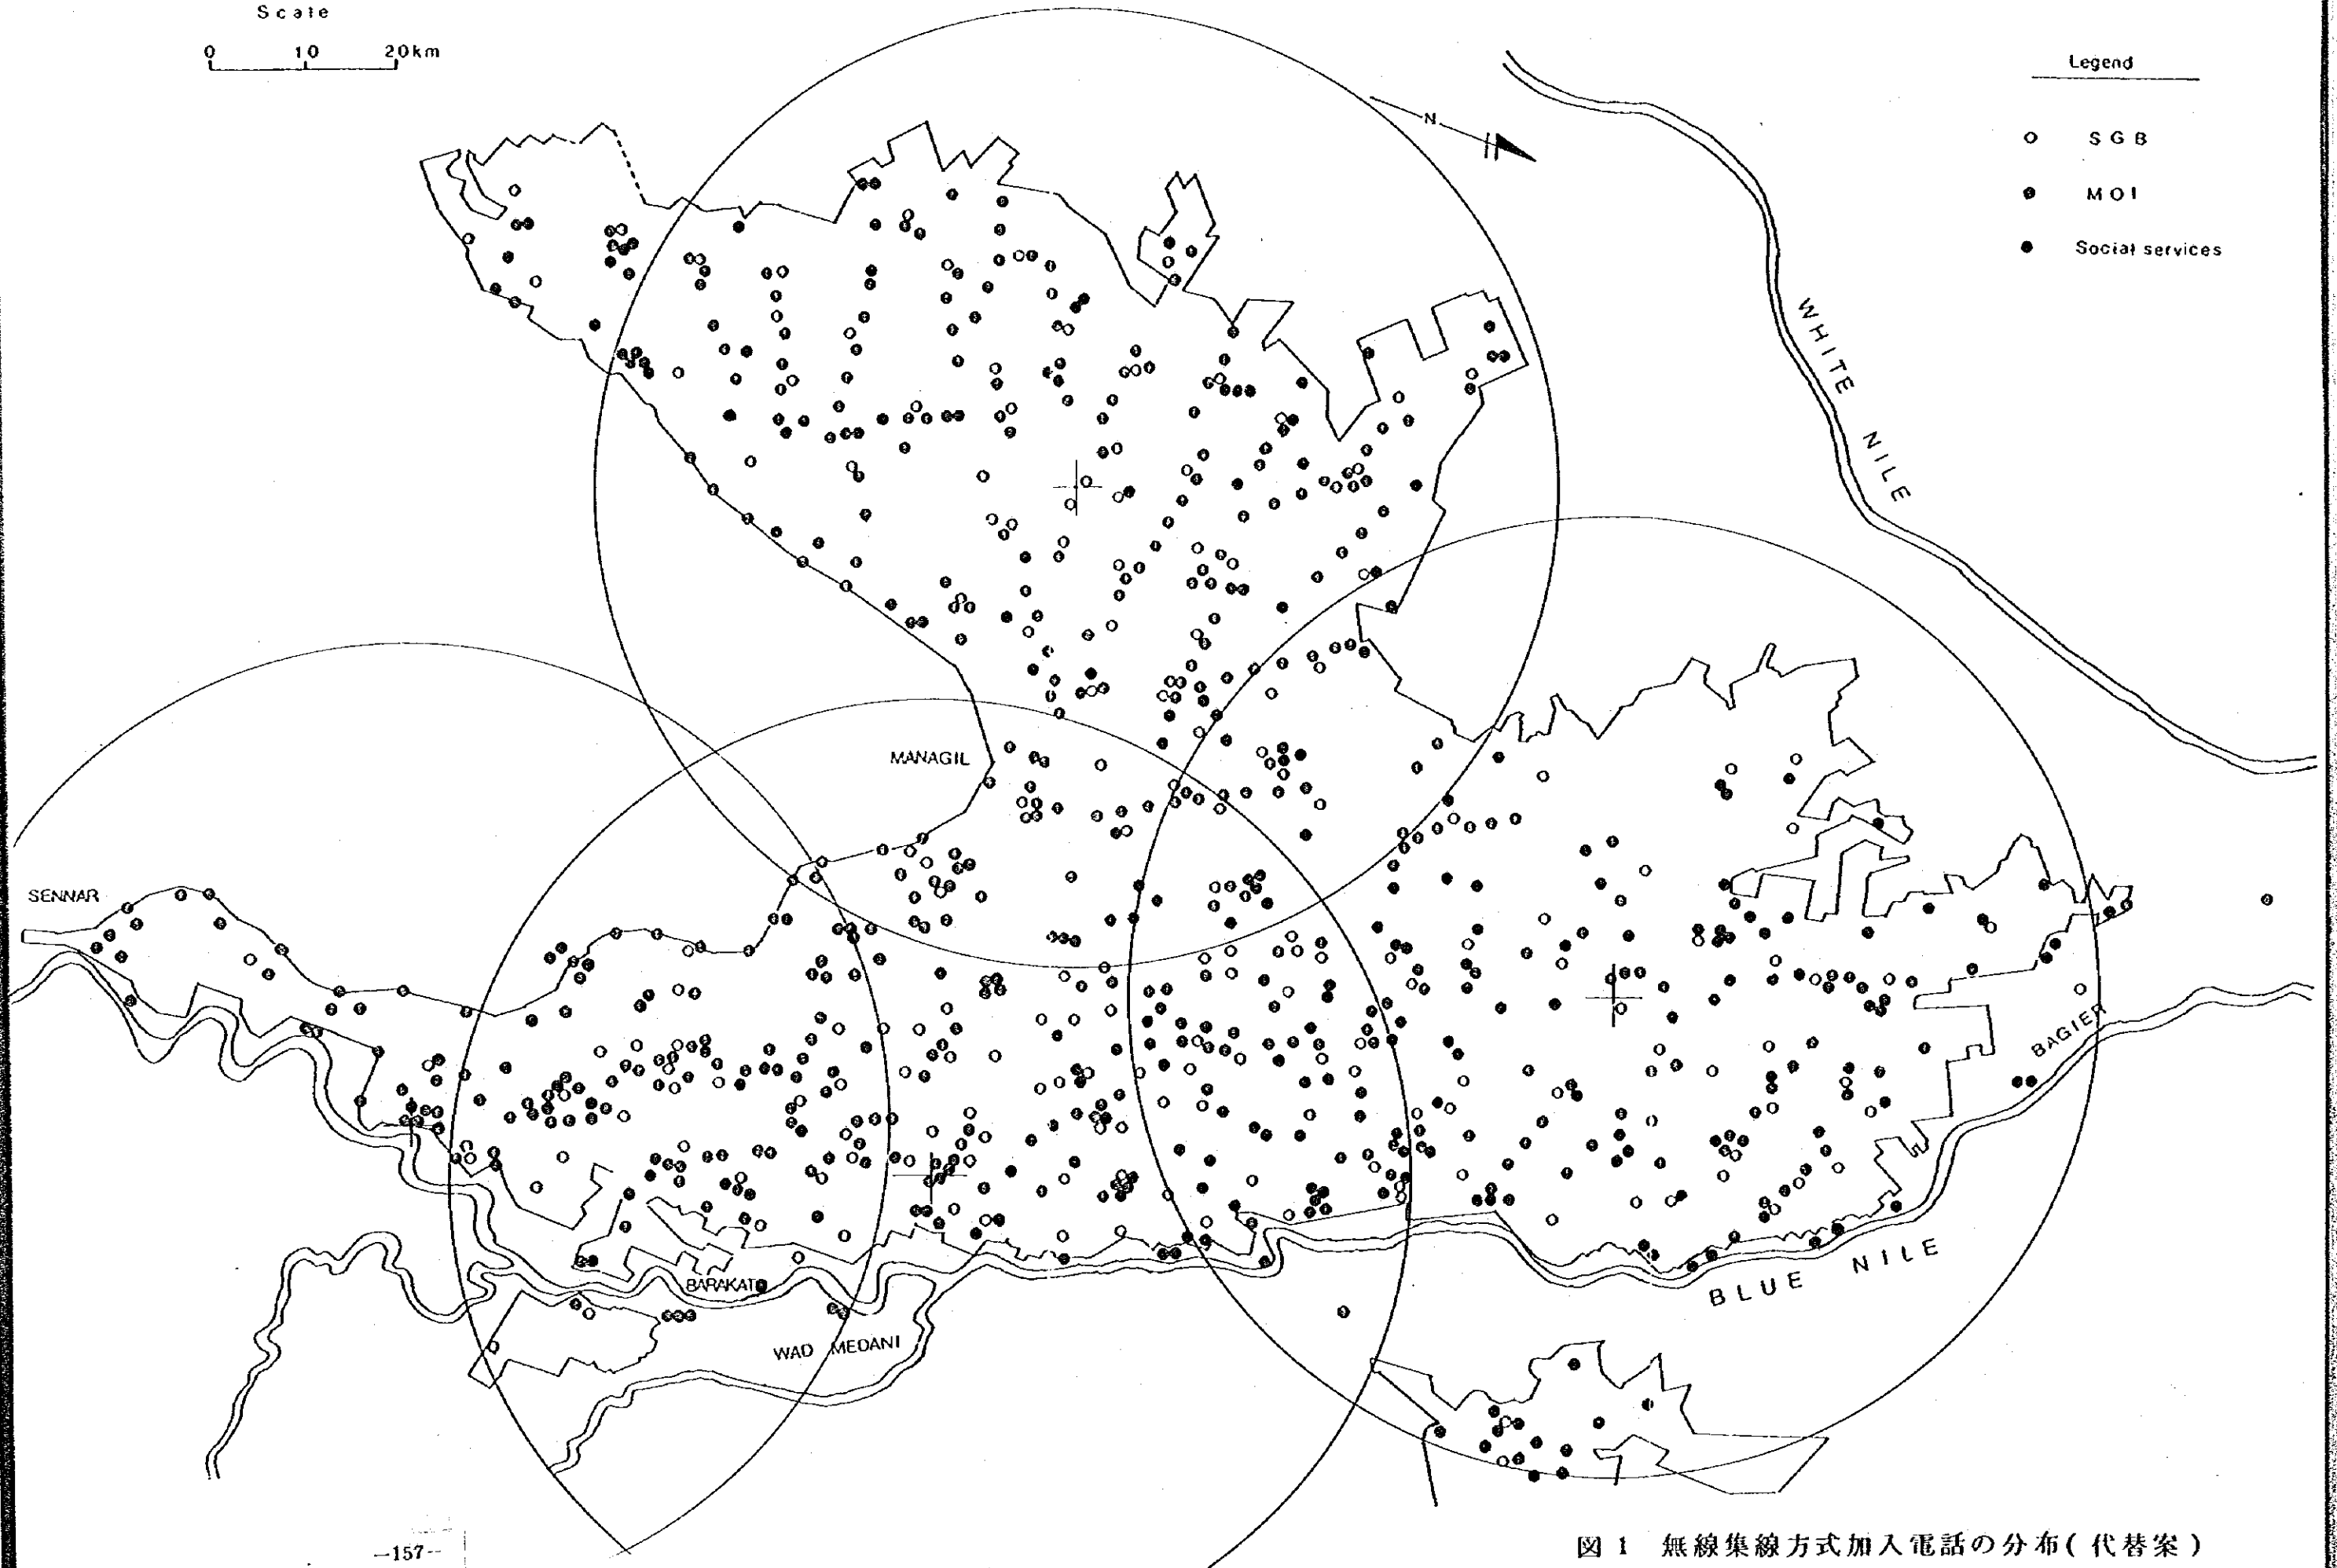 Scale
0 10 20km
N
Legend
SGB
MOI
Social services
WHITE NILE
MANAGIL
SENNAR
BAGIER
BLUE NILE
BARAKAT
WAD MEDANI
図1 無線集線方式加入電話の分布(代替案)
-157-